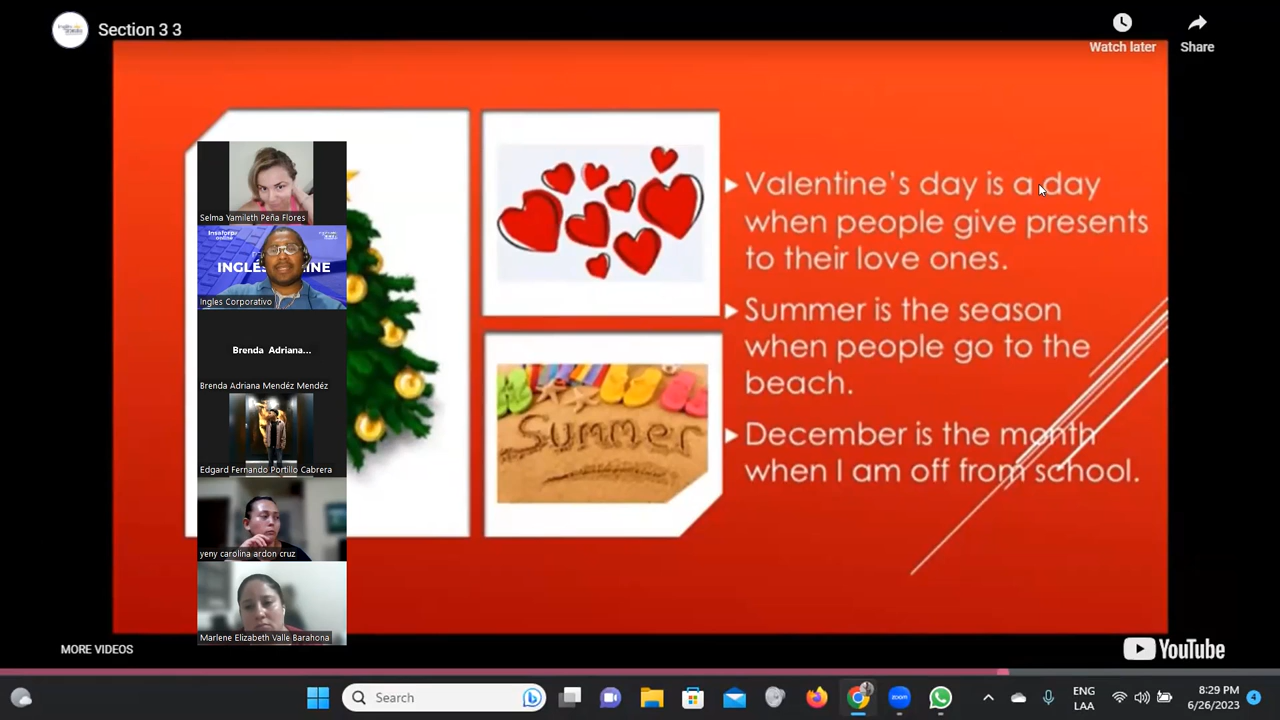 Section 3 3
Watch later
Share
Valentine's day is a day
when people give presents
to their love ones.
Summer is the season
when people go to the
beach.
December is the month
when I am off from school.
Summer
Selma Yamileth Peña Flores
Insaforp
online
INGLÉS
INE
Ingles Corporativo
Brenda Adriana...
Brenda Adriana Mendéz Mendéz
Edgard Fernando Portillo Cabrera
yeny carolina ardon cruz
Marlene Elizabeth Valle Barahona
MORE VIDEOS
YouTube
Search
ENG
LAA
8:29 PM
6/26/2023
4
zoom